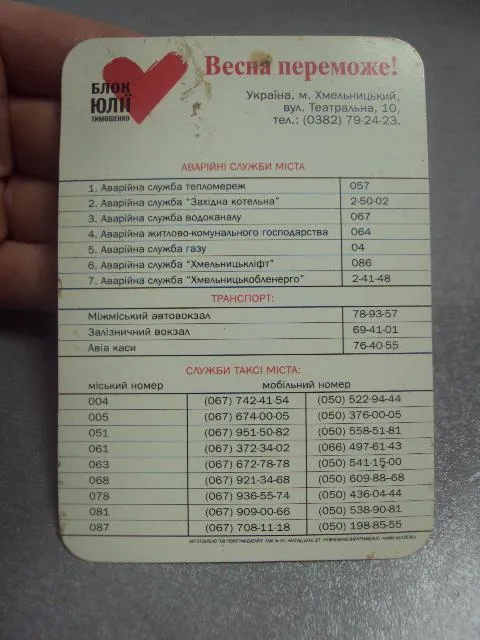 БЛОК
ЮЛІЇ
ТИМОШЕНКО
Весна переможе!
Україна, м. Хмельницький,
вул. Театральна, 10,
тел.: (0382) 79-24-23.
АВАРІЙНІ СЛУЖБИ МІСТА
1. Аварійна служба тепломереж 057
2. Аварійна служба "Західна котельна" 2-50-02
3. Аварійна служба водоканалу 067
4. Аварійна житлово-комунального господарства 064
5. Аварійна служба газу 04
6. Аварійна служба "Хмельницькліфт" 086
7. Аварійна служба "Хмельницькобленерго" 2-41-48
ТРАНСПОРТ:
Міжміський автовокзал 78-93-57
Залізничний вокзал 69-41-01
Авіа каси 76-40-55
СЛУЖБИ ТАКСІ МІСТА:
міський номер мобільний номер
004 (067) 742-41-54 (050) 522-94-44
005 (067) 674-00-05 (050) 376-00-05
051 (067) 951-50-82 (050) 558-51-81
061 (067) 372-34-02 (066) 497-61-43
063 (067) 672-78-78 (050) 541-15-00
068 (067) 921-34-68 (050) 609-88-68
078 (067) 936-55-74 (050) 436-04-44
081 (067) 909-00-66 (050) 538-90-81
087 (067) 708-11-18 (050) 198-85-55